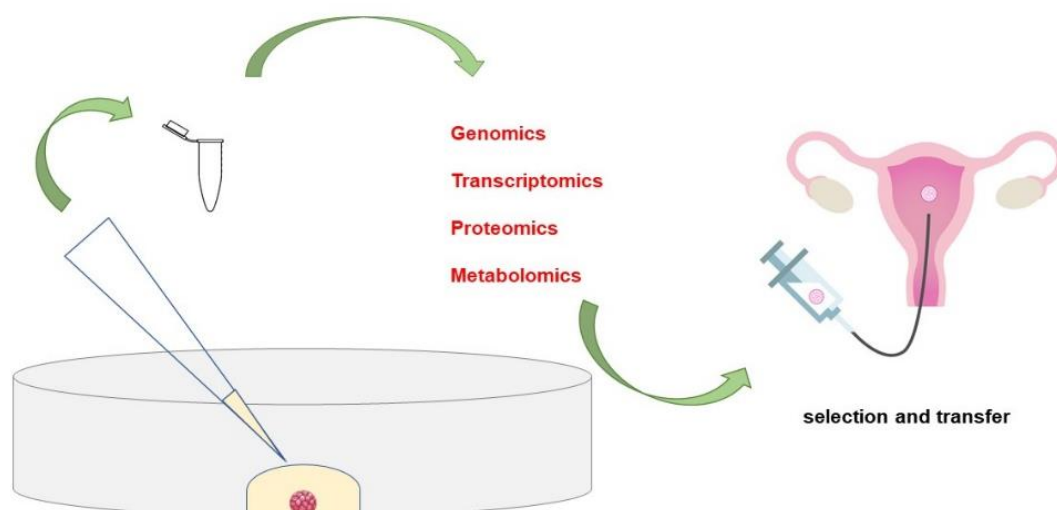 Genomics
Transcriptomics
Proteomics
Metabolomics
selection and transfer